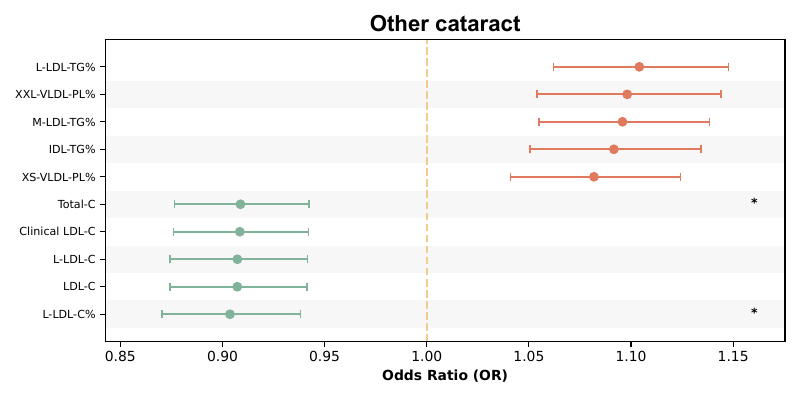 Other cataract
L-LDL-TG%
XXL-VLDL-PL%
M-LDL-TG%
IDL-TG%
XS-VLDL-PL%
Total-C *
Clinical LDL-C
L-LDL-C
LDL-C
L-LDL-C% *
0.85 0.90 0.95 1.00 1.05 1.10 1.15
Odds Ratio (OR)